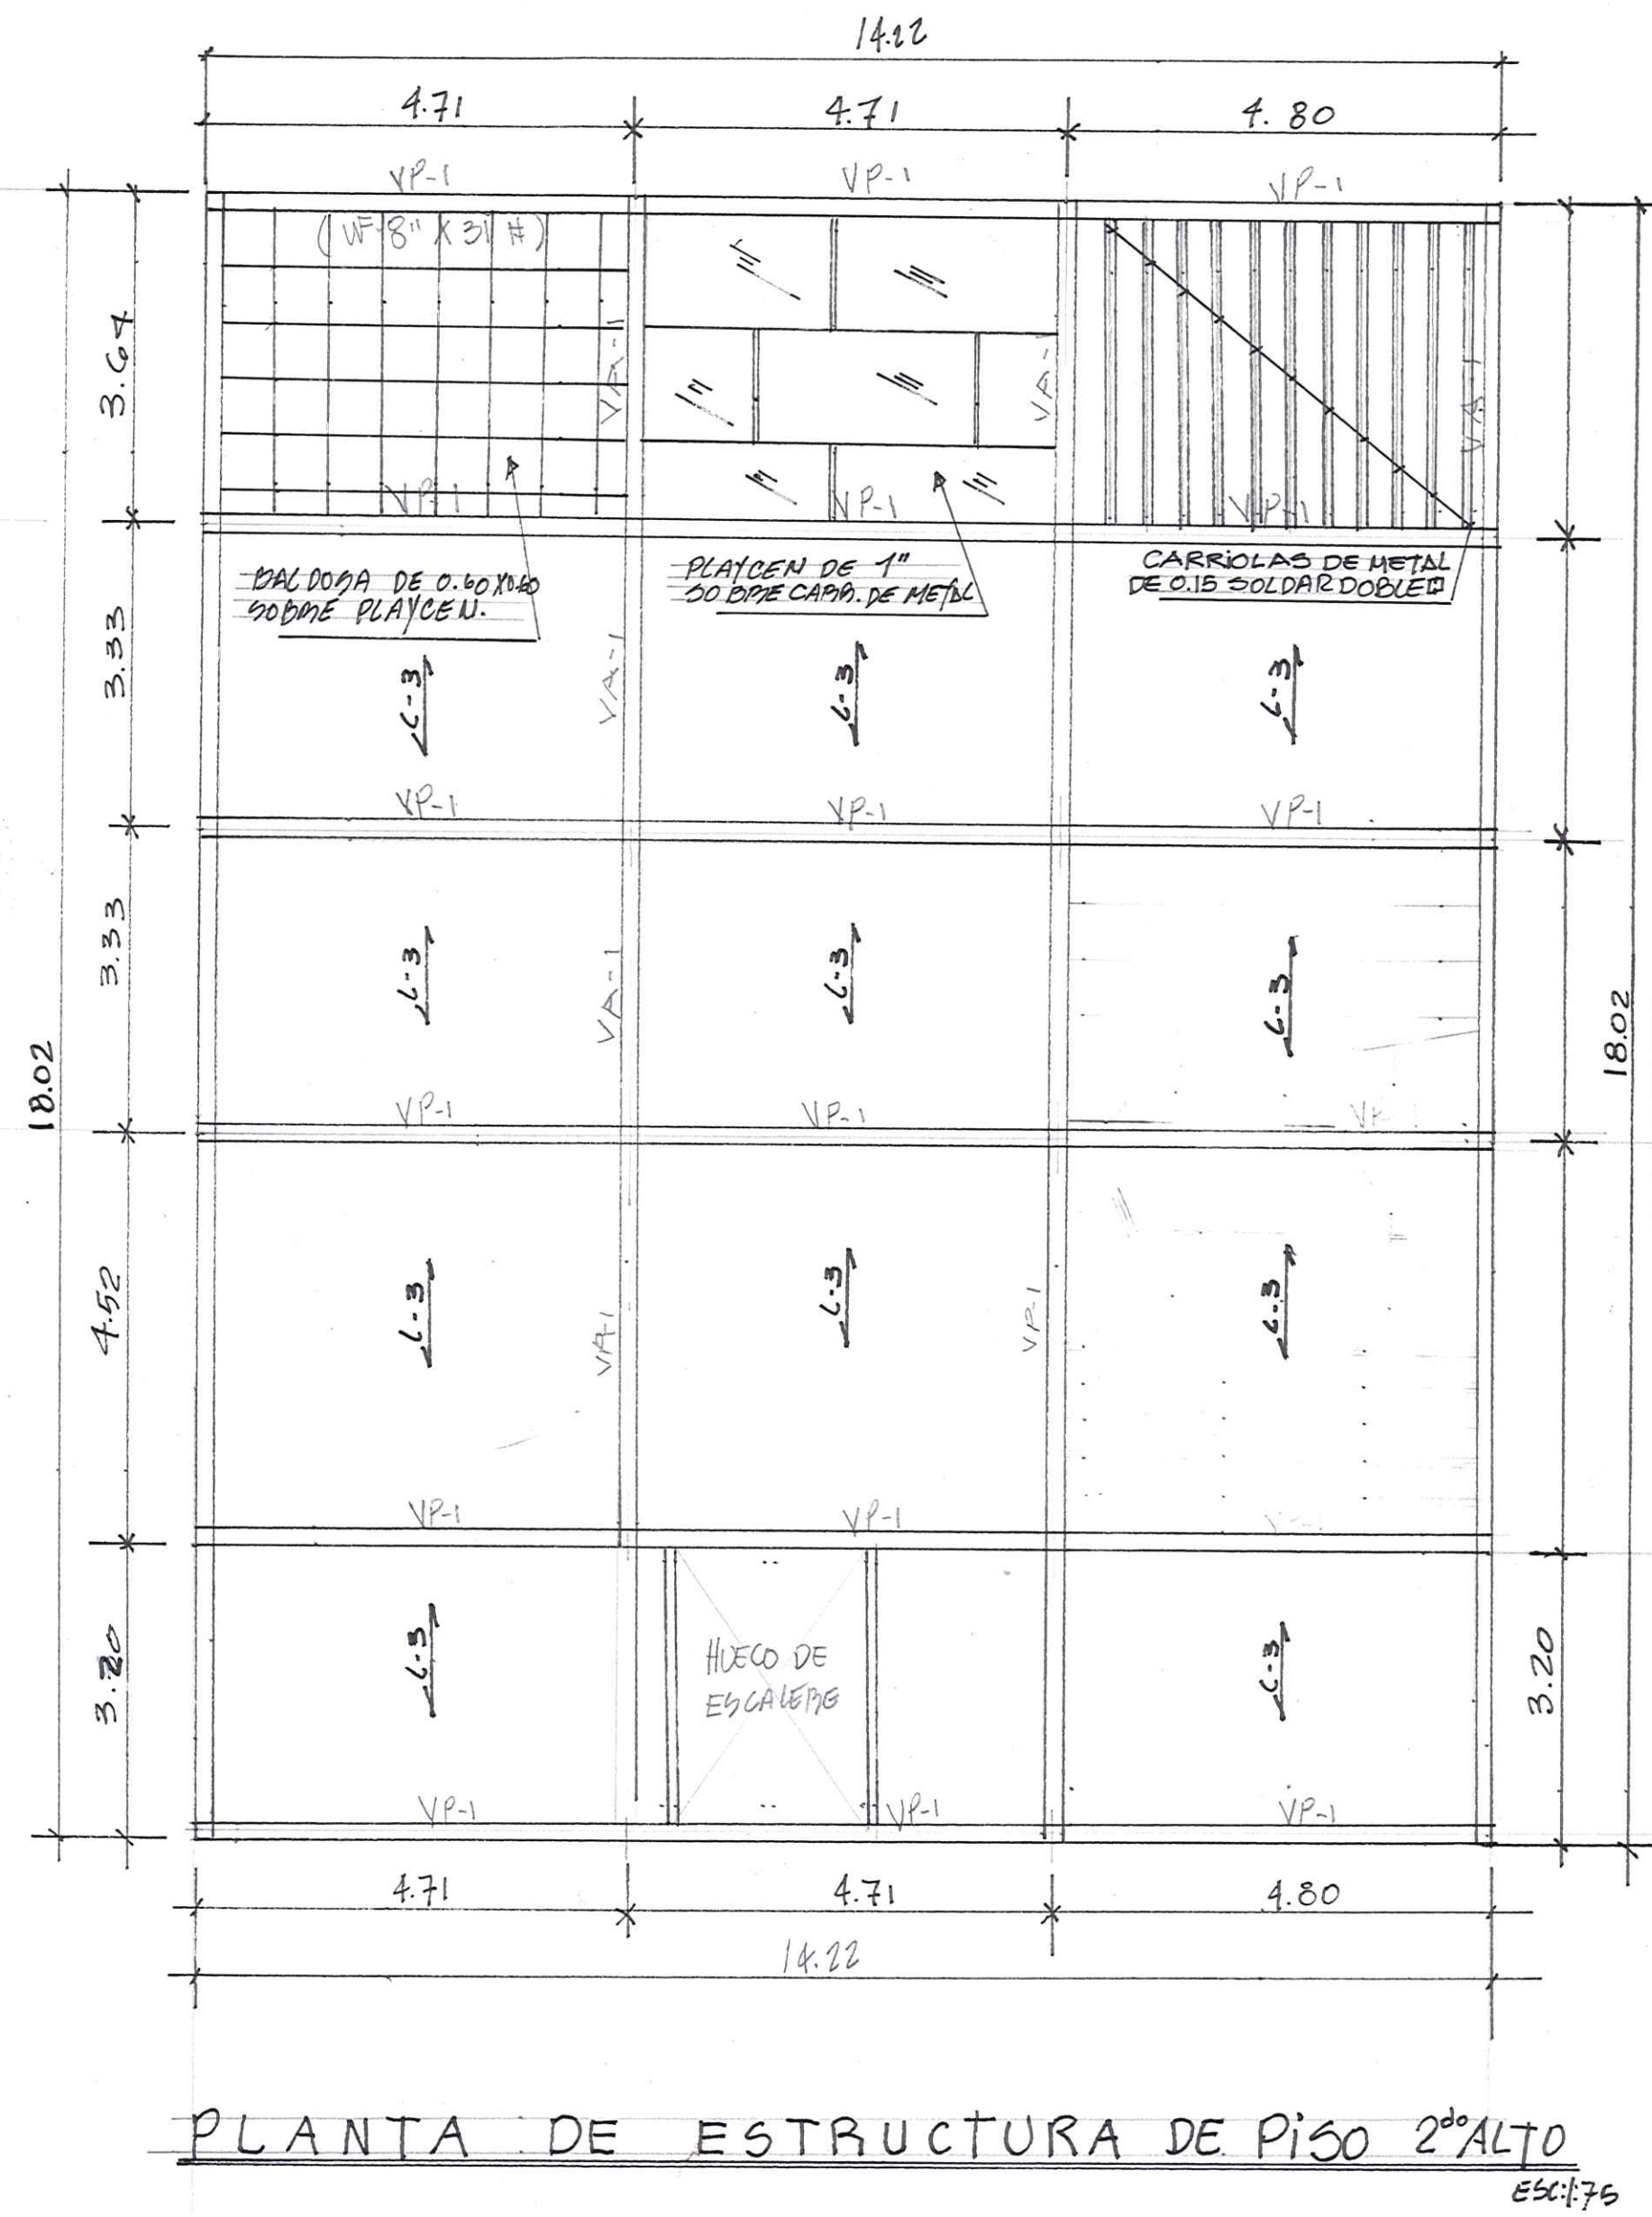 14.22
4.71 4.71 4.80
VP-1 VP-1 VP-1
(WF-8" X 31 #)
3.64
VA-1 VA-1 VA-1
VP-1 VP-1 VP-1
BALDOSA DE 0.60X0.60
SOBRE PLAYCEN.
PLAYCEN DE 1"
SOBRE CARR. DE METAL
CARRIOLAS DE METAL
DE 0.15 SOLDAR DOBLE
3.33
L-3 VA-1 L-3 L-3
VP-1 VP-1 VP-1
3.33
L-3 VA-1 L-3 L-3
18.02 18.02
VP-1 VP-1
4.52
L-3 VA-1 L-3 VP-1 L-3
VP-1 VP-1
3.20 L-3 L-3 3.20
HUECO DE
ESCALERE
VP-1 VP-1 VP-1
4.71 4.71 4.80
14.22
PLANTA DE ESTRUCTURA DE PiSO 2do ALTO
ESC:1:75